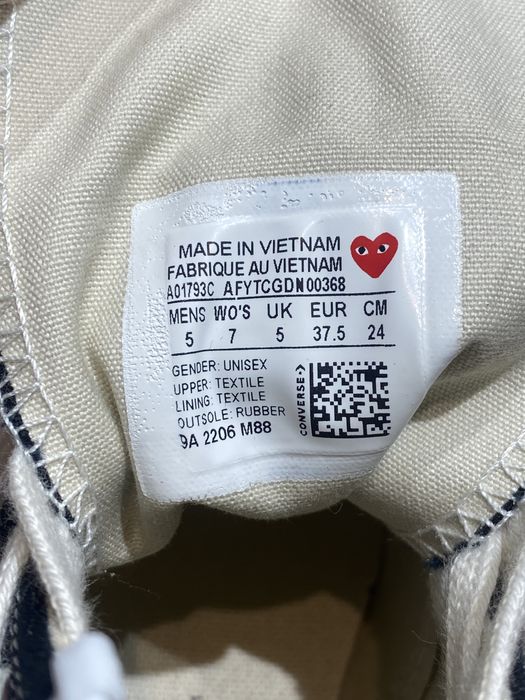 MADE IN VIETNAM
FABRIQUE AU VIETNAM
A01793C AFYTCGDN00368
MENS WO'S UK EUR CM
5 7 5 37.5 24
GENDER: UNISEX
UPPER: TEXTILE
LINING: TEXTILE
OUTSOLE: RUBBER
9A 2206 M88
CONVERSE